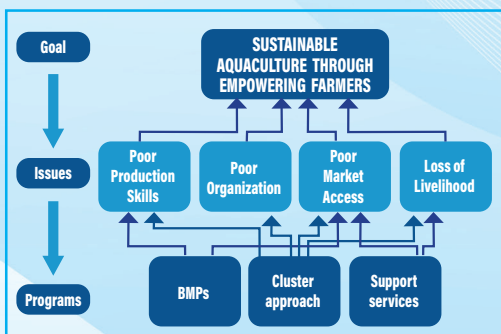 Goal
SUSTAINABLE
AQUACULTURE THROUGH
EMPOWERING FARMERS
Issues
Poor
Production
Skills
Poor
Organization
Poor
Market
Access
Loss of
Livelihood
Programs
BMPs
Cluster
approach
Support
services